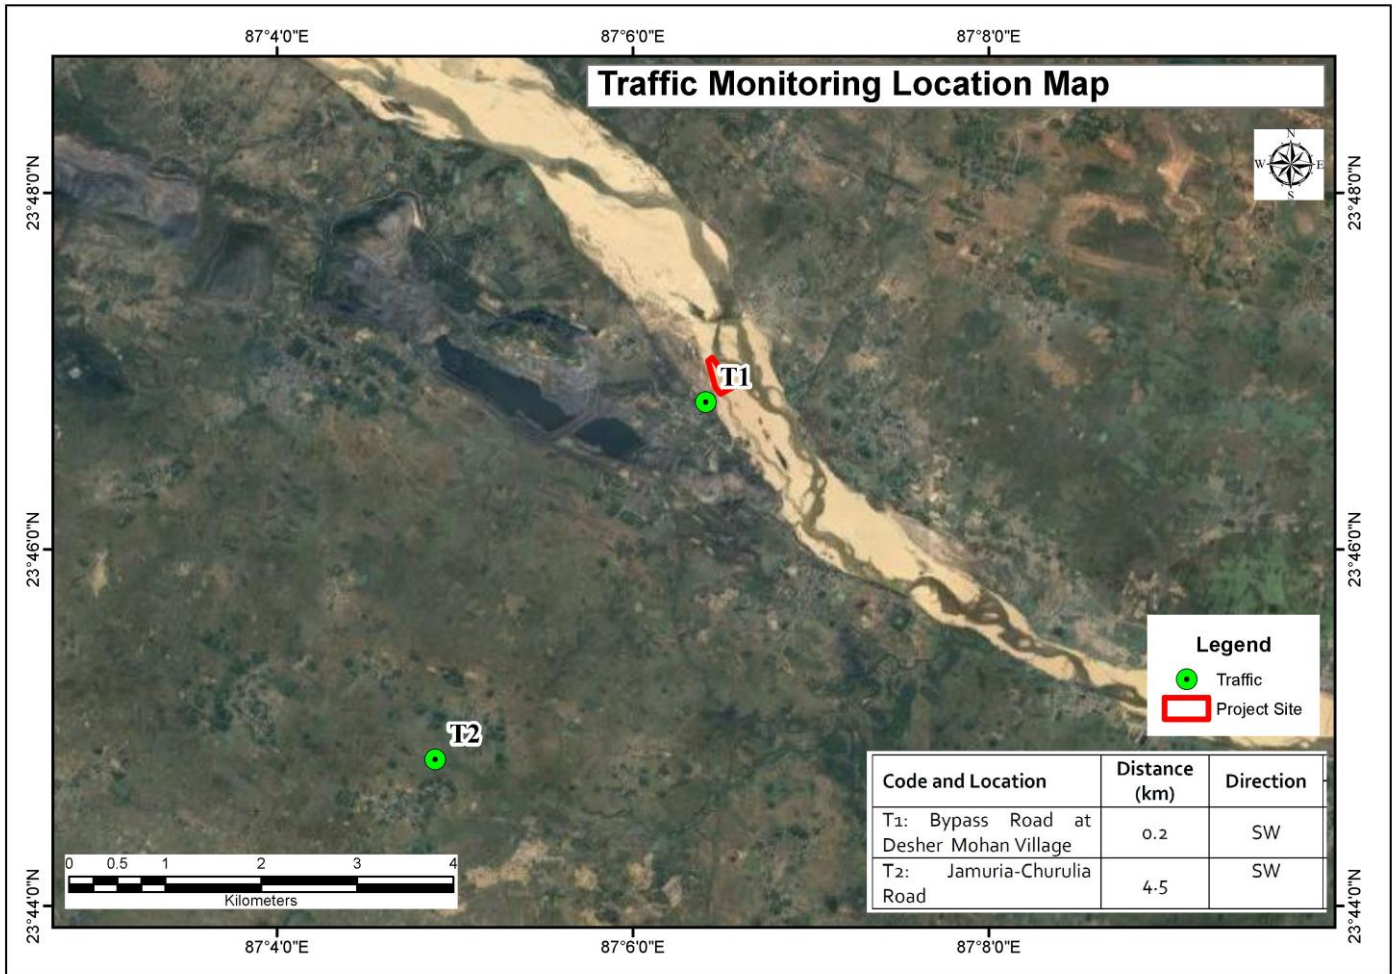 87°4'0"E 87°6'0"E 87°8'0"E
Traffic Monitoring Location Map
N
W E
S
23°48'0"N 23°48'0"N
T1
23°46'0"N 23°46'0"N
Legend
Traffic
Project Site
T2
Code and Location Distance (km) Direction
T1: Bypass Road at Desher Mohan Village 0.2 SW
T2: Jamuria-Churulia Road 4.5 SW
0 0.5 1 2 3 4
Kilometers
23°44'0"N 23°44'0"N
87°4'0"E 87°6'0"E 87°8'0"E